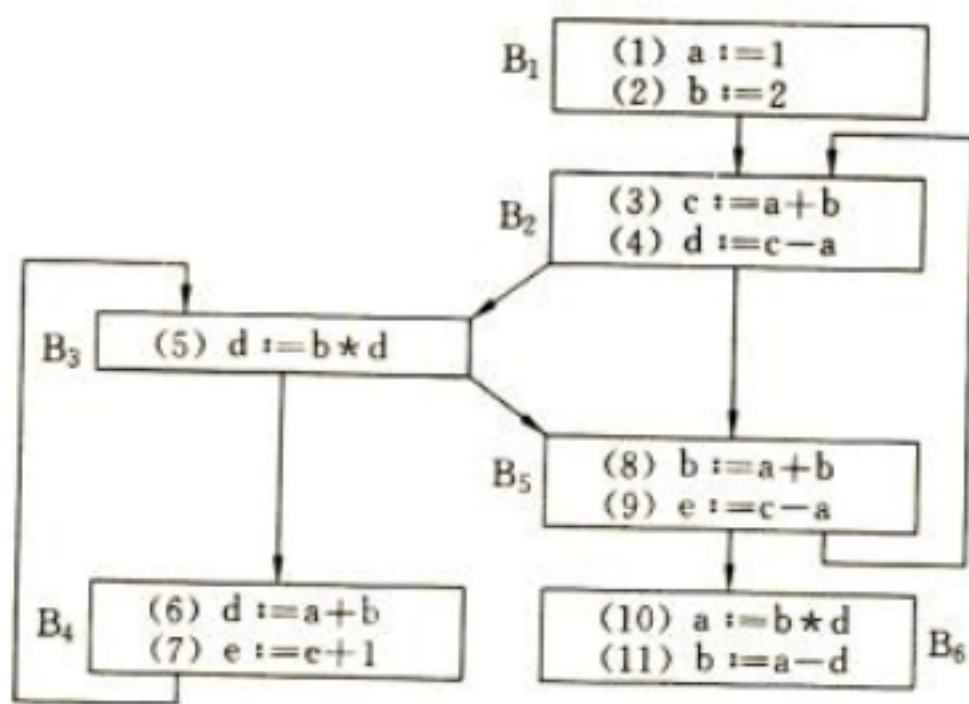 B₁
(1) a :=1
(2) b :=2
B₂
(3) c :=a+b
(4) d :=c−a
B₃
(5) d :=b*d
B₅
(8) b :=a+b
(9) e :=c−a
B₄
(6) d :=a+b
(7) e :=e+1
(10) a :=b*d
(11) b :=a−d
B₆